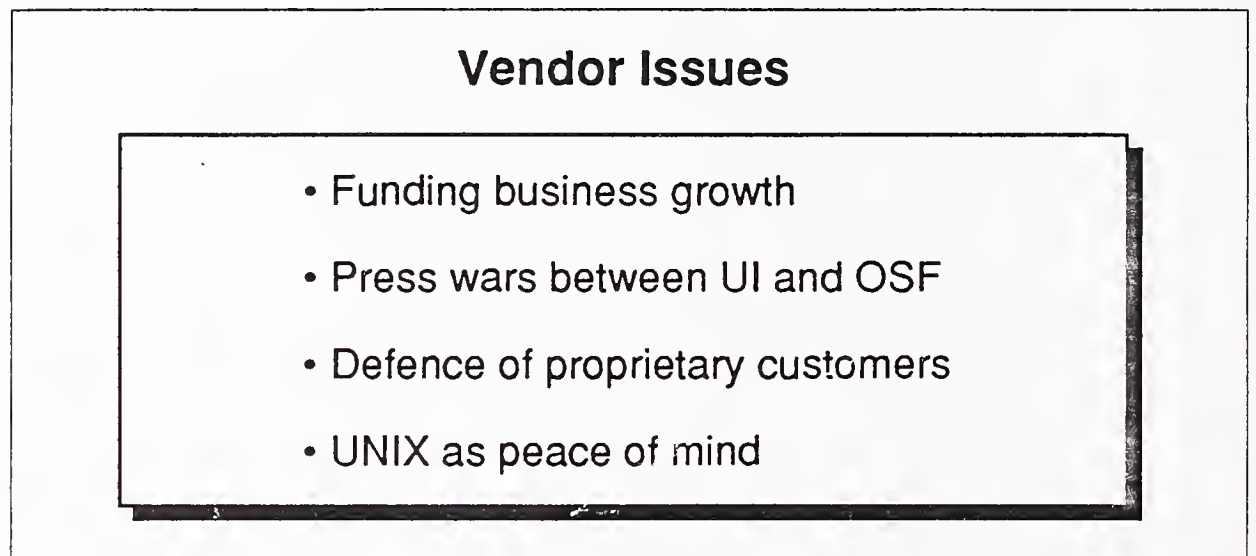 Vendor Issues
• Funding business growth
• Press wars between UI and OSF
• Defence of proprietary customers
• UNIX as peace of mind